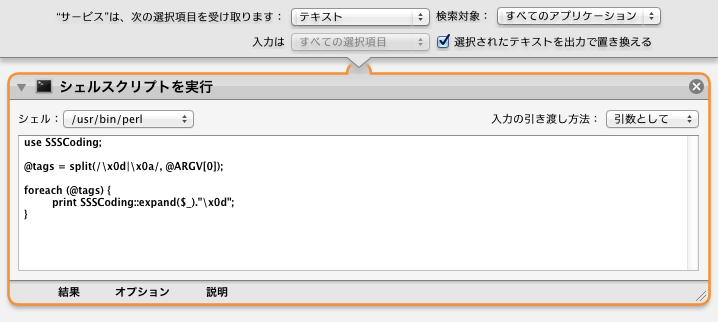 "サービス"は、次の選択項目を受け取ります： テキスト 検索対象： すべてのアプリケーション
入力は すべての選択項目 選択されたテキストを出力で置き換える
シェルスクリプトを実行
シェル： /usr/bin/perl 入力の引き渡し方法： 引数として
use SSSCoding;
@tags = split(/\x0d|\x0a/, @ARGV[0]);
foreach (@tags) {
print SSSCoding::expand($_)."\x0d";
}
結果 オプション 説明